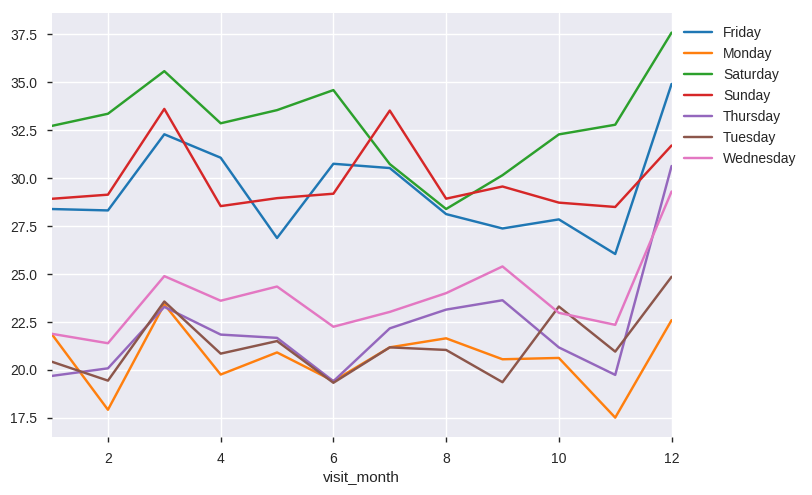 37.5
35.0
32.5
30.0
27.5
25.0
22.5
20.0
17.5
2 4 6 8 10 12
visit_month
Friday
Monday
Saturday
Sunday
Thursday
Tuesday
Wednesday